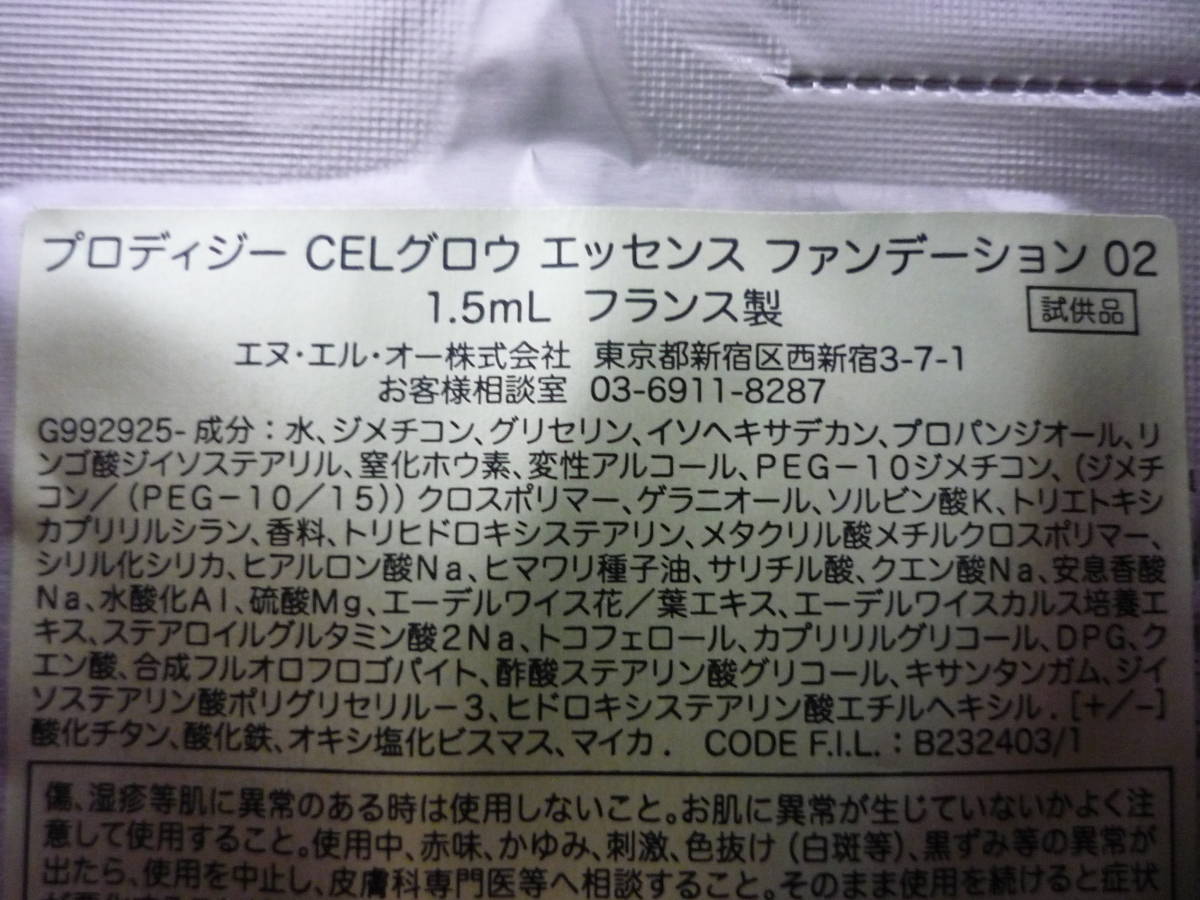 プロディジー CELグロウ エッセンス ファンデーション 02
1.5mL フランス製 試供品
エヌ・エル・オー株式会社 東京都新宿区西新宿3-7-1
お客様相談室 03-6911-8287
G992925- 成分：水、ジメチコン、グリセリン、イソヘキサデカン、プロパンジオール、リ
ンゴ酸ジイソステアリル、窒化ホウ素、変性アルコール、PEG－10ジメチコン、（ジメチ
コン／（PEG－10／15））クロスポリマー、ゲラニオール、ソルビン酸K、トリエトキシ
カプリリルシラン、香料、トリヒドロキシステアリン、メタクリル酸メチルクロスポリマー、
シリル化シリカ、ヒアルロン酸Na、ヒマワリ種子油、サリチル酸、クエン酸Na、安息香酸
Na、水酸化Al、硫酸Mg、エーデルワイス花／葉エキス、エーデルワイスカルス培養エ
キス、ステアロイルグルタミン酸2Na、トコフェロール、カプリリルグリコール、DPG、ク
エン酸、合成フルオロフロゴパイト、酢酸ステアリン酸グリコール、キサンタンガム、ジイ
ソステアリン酸ポリグリセリル－3、ヒドロキシステアリン酸エチルヘキシル．[+/−]
酸化チタン、酸化鉄、オキシ塩化ビスマス、マイカ． CODE F.I.L.：B232403/1
傷、湿疹等肌に異常のある時は使用しないこと。お肌に異常が生じていないかよく注
意して使用すること。使用中、赤味、かゆみ、刺激、色抜け（白斑等）、黒ずみ等の異常が
出たら、使用を中止し、皮膚科専門医等へ相談すること。そのまま使用を続けると症状